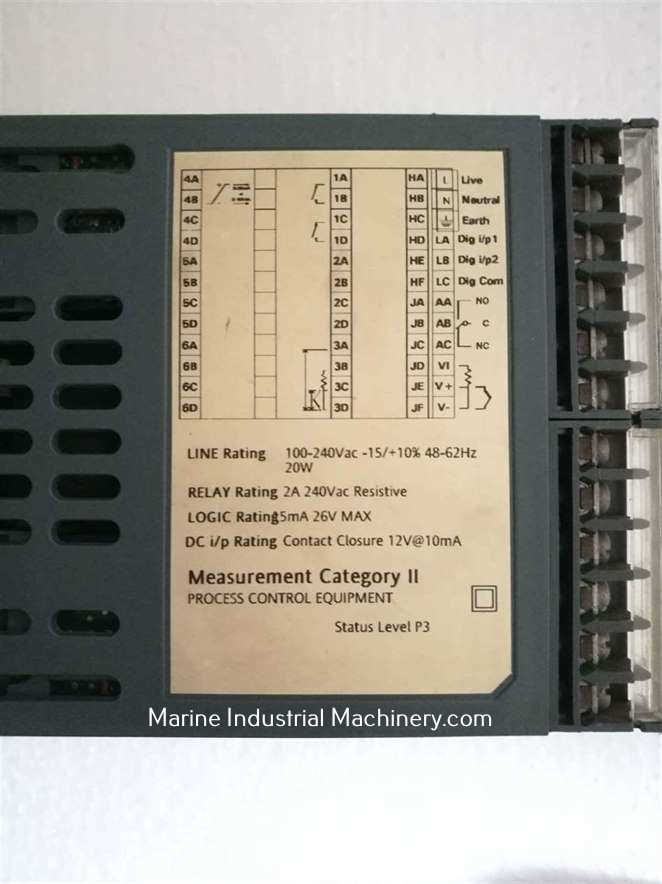 4A 1A HA L Live
4B 1B HB N Neutral
4C 1C HC Earth
4D 1D HD LA Dig i/p1
5A 2A HE LB Dig i/p2
5B 2B HF LC Dig Com
5C 2C JA AA NO
5D 2D JB AB C
6A 3A JC AC NC
6B 3B JD VI
6C 3C JE V+
6D 3D JF V-
LINE Rating 100-240Vac -15/+10% 48-62Hz
20W
RELAY Rating 2A 240Vac Resistive
LOGIC Rating 15mA 26V MAX
DC i/p Rating Contact Closure 12V@10mA
Measurement Category II
PROCESS CONTROL EQUIPMENT
Status Level P3
Marine Industrial Machinery.com